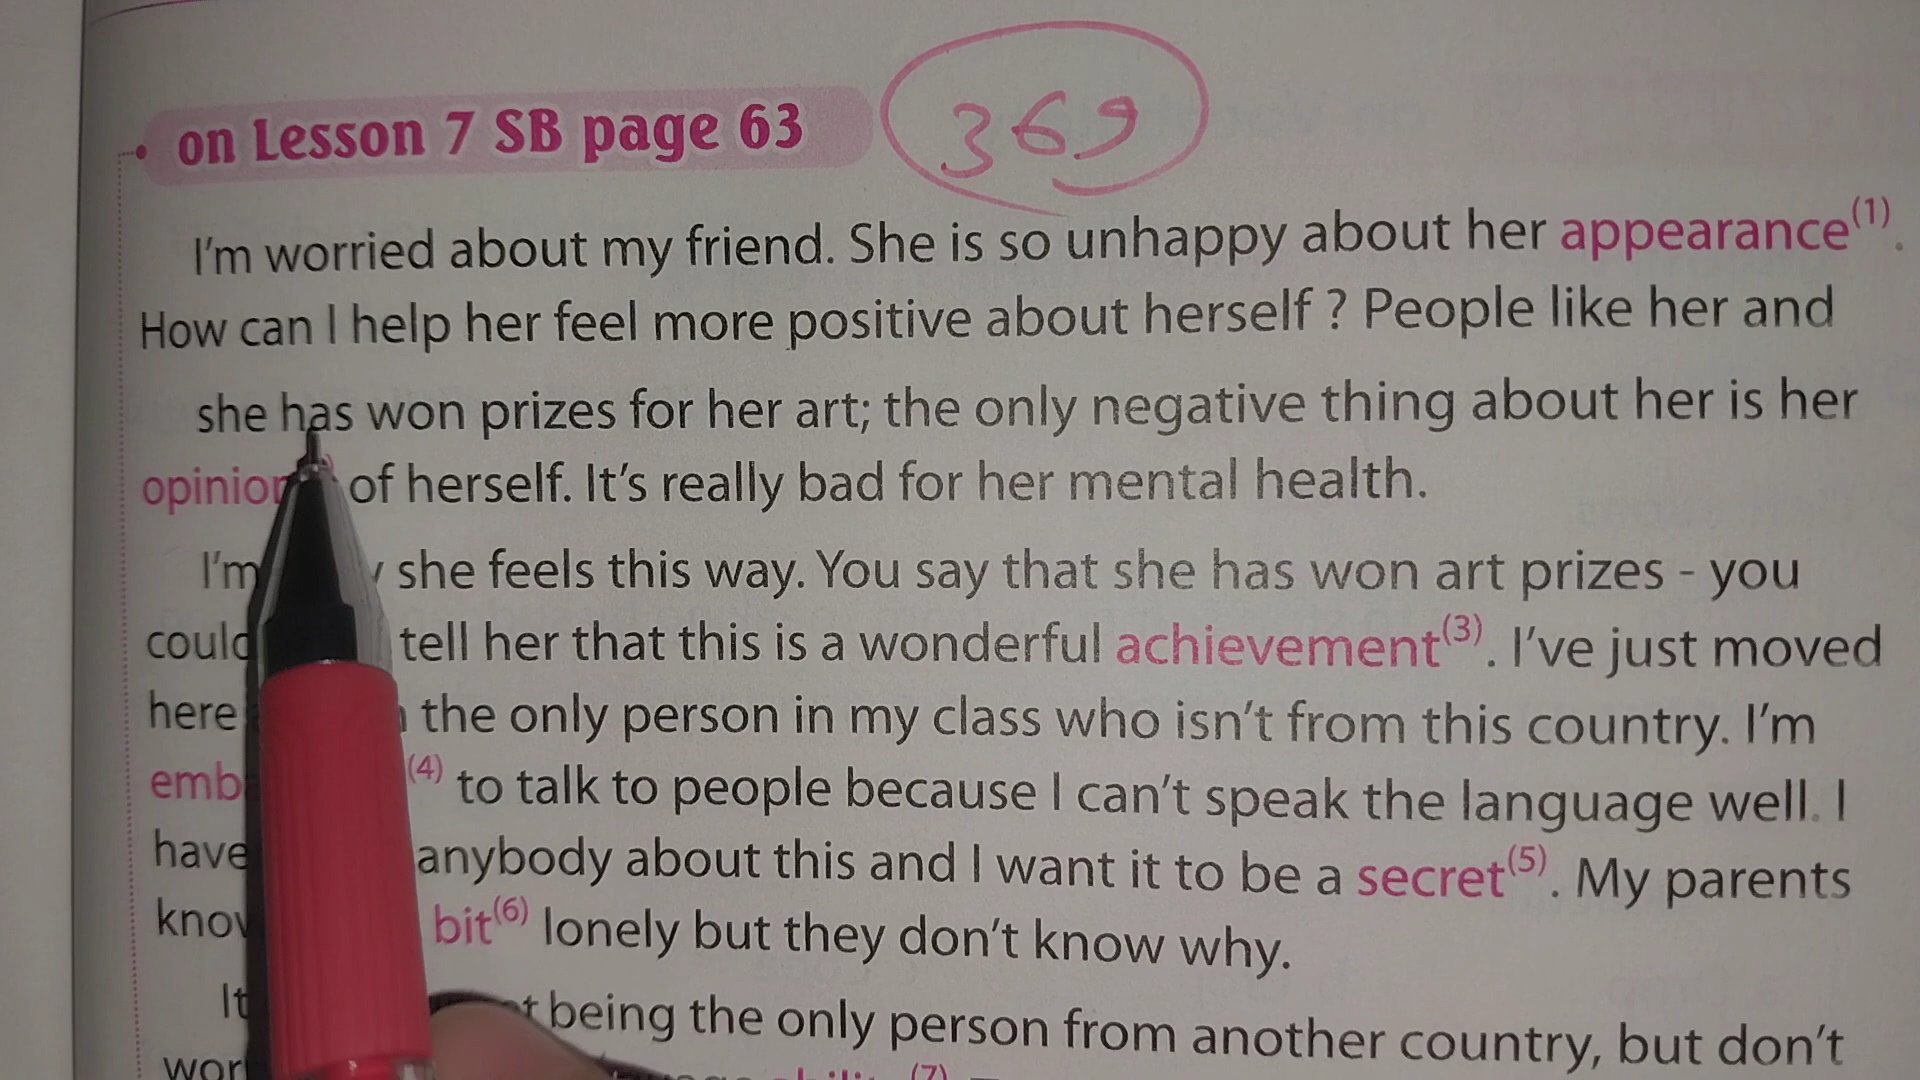 on Lesson 7 SB page 63
369
I'm worried about my friend. She is so unhappy about her appearance(1).
How can I help her feel more positive about herself ? People like her and
she has won prizes for her art; the only negative thing about her is her
of herself. It's really bad for her mental health.
I'm she feels this way. You say that she has won art prizes - you
could tell her that this is a wonderful achievement(3). I've just moved
here the only person in my class who isn't from this country. I'm
(4) to talk to people because I can't speak the language well. I
have anybody about this and I want it to be a secret(5). My parents
bit(6) lonely but they don't know why.
It being the only person from another country, but don't
(7)